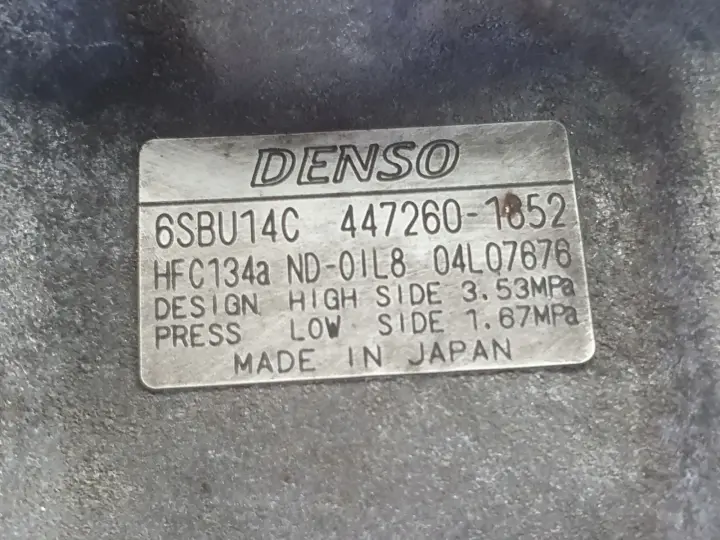 DENSO
6SBU14C 447260-1852
HFC134a ND-OIL8 04L07676
DESIGN HIGH SIDE 3.53MPa
PRESS LOW SIDE 1.67MPa
MADE IN JAPAN